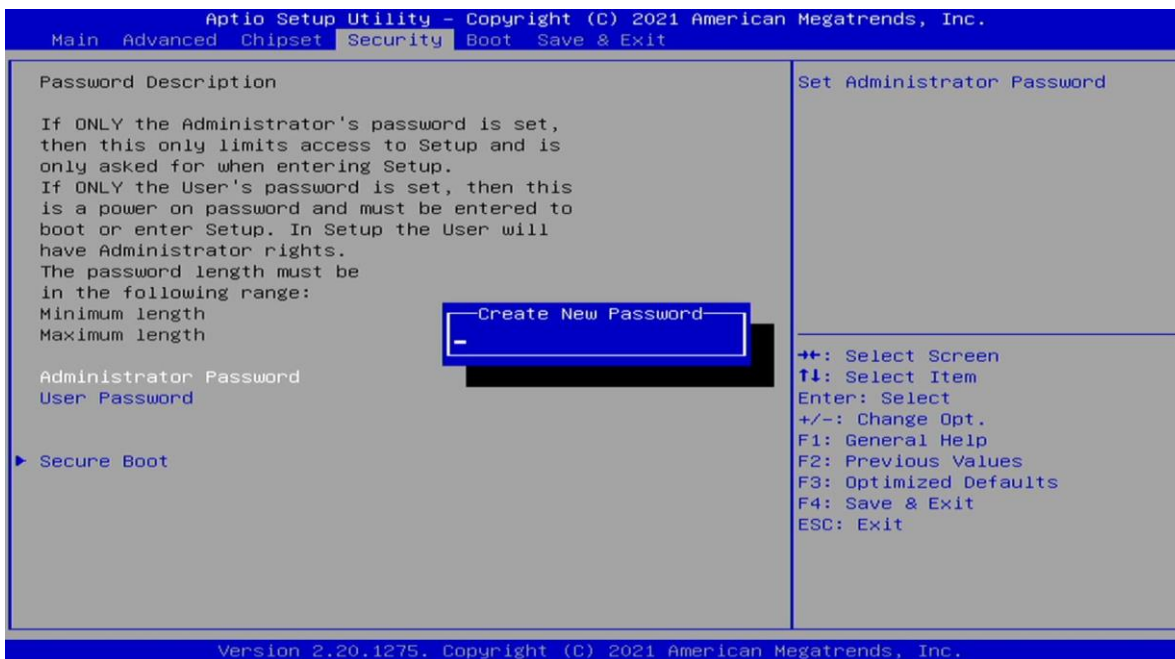 Aptio Setup Utility – Copyright (C) 2021 American Megatrends, Inc.
Main Advanced Chipset Security Boot Save & Exit
Password Description
If ONLY the Administrator's password is set,
then this only limits access to Setup and is
only asked for when entering Setup.
If ONLY the User's password is set, then this
is a power on password and must be entered to
boot or enter Setup. In Setup the User will
have Administrator rights.
The password length must be
in the following range:
Minimum length
Maximum length
Administrator Password
User Password
Secure Boot
Create New Password
Set Administrator Password
→←: Select Screen
↑↓: Select Item
Enter: Select
+/-: Change Opt.
F1: General Help
F2: Previous Values
F3: Optimized Defaults
F4: Save & Exit
ESC: Exit
Version 2.20.1275. Copyright (C) 2021 American Megatrends, Inc.